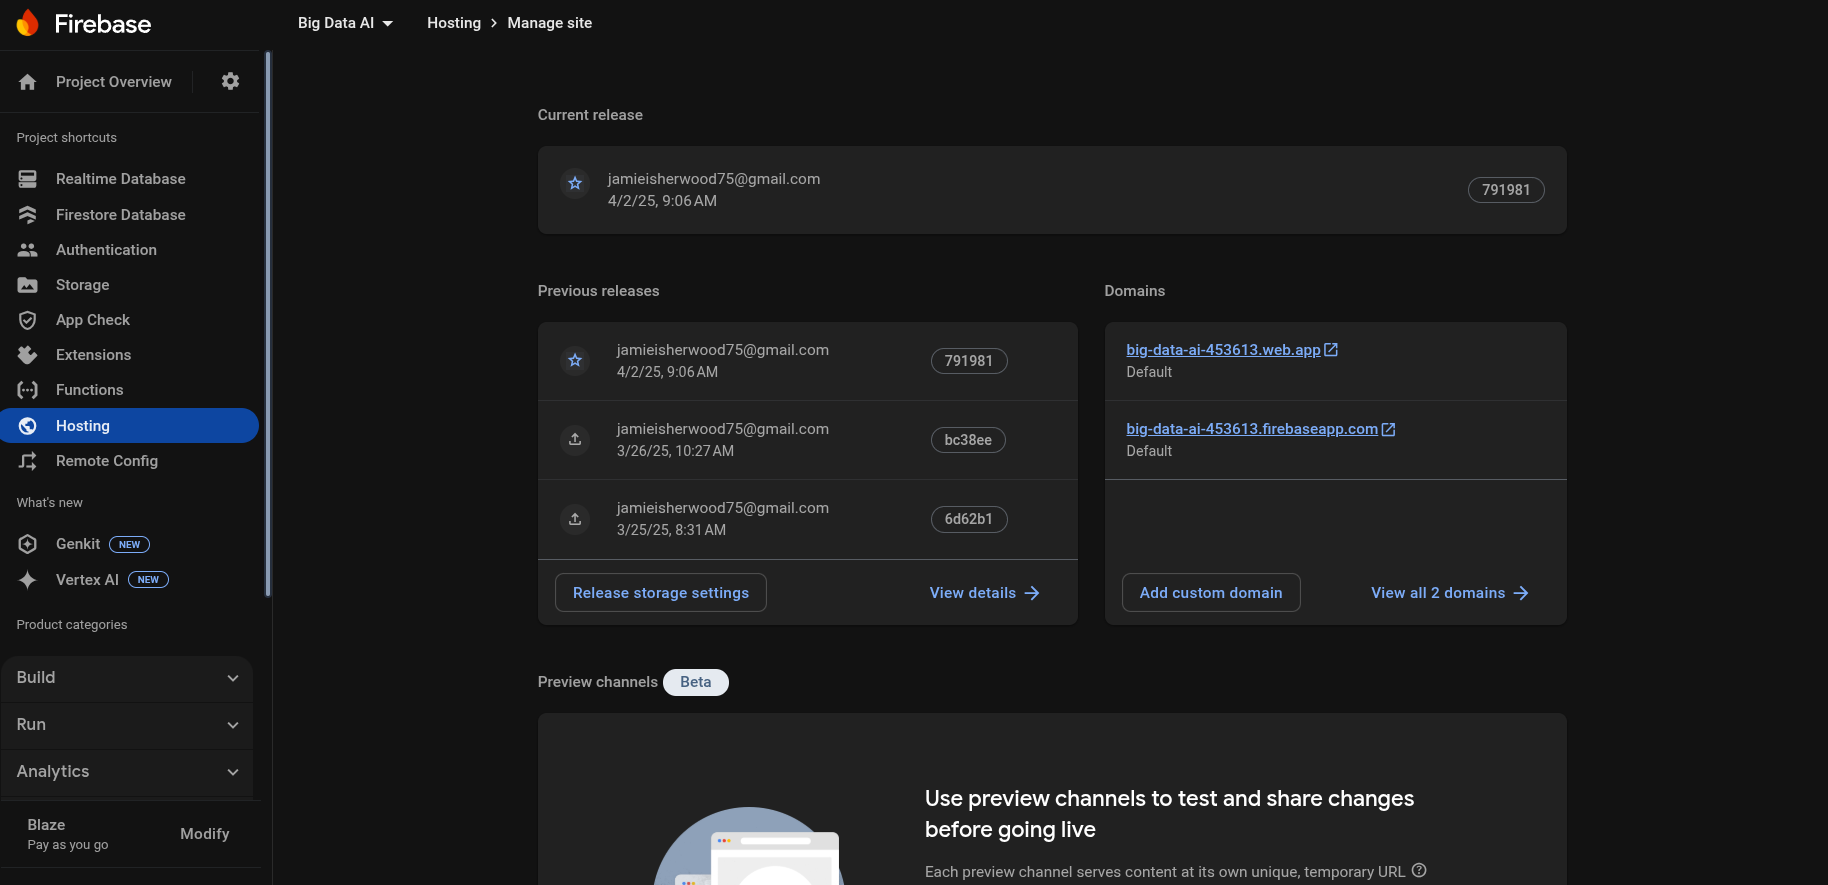 Firebase
Big Data AI
Hosting > Manage site
Project Overview
Project shortcuts
Realtime Database
Firestore Database
Authentication
Storage
App Check
Extensions
Functions
Hosting
Remote Config
What's new
Genkit NEW
Vertex AI NEW
Product categories
Build
Run
Analytics
Blaze
Pay as you go
Modify
Current release
jamieisherwood75@gmail.com
4/2/25, 9:06 AM
791981
Previous releases
jamieisherwood75@gmail.com
4/2/25, 9:06 AM
791981
jamieisherwood75@gmail.com
3/26/25, 10:27 AM
bc38ee
jamieisherwood75@gmail.com
3/25/25, 8:31 AM
6d62b1
Release storage settings
View details
Domains
big-data-ai-453613.web.app
Default
big-data-ai-453613.firebaseapp.com
Default
Add custom domain
View all 2 domains
Preview channels Beta
Use preview channels to test and share changes
before going live
Each preview channel serves content at its own unique, temporary URL